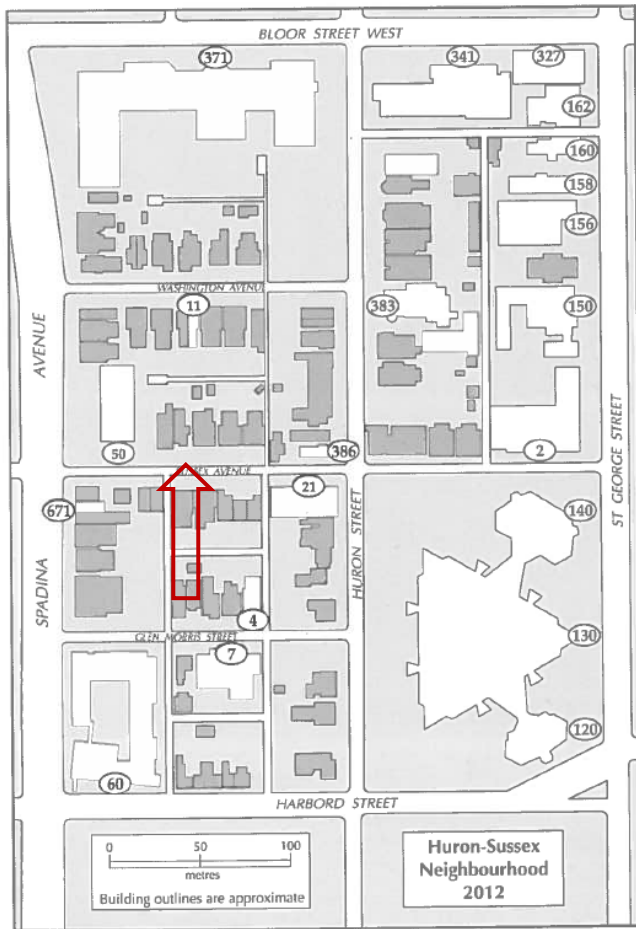 BLOOR STREET WEST
371
341
327
162
160
158
156
WASHINGTON AVENUE
11
383
150
AVENUE
50
386
2
ST GEORGE STREET
AVENUE
671
21
140
SPADINA
HURON STREET
4
130
GLEN MORRIS STREET
7
120
60
HARBORD STREET
0 50 100
metres
Building outlines are approximate
Huron-Sussex
Neighbourhood
2012